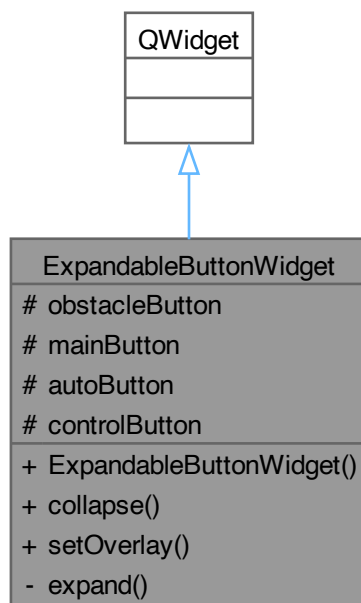 QWidget
ExpandableButtonWidget
# obstacleButton
# mainButton
# autoButton
# controlButton
+ ExpandableButtonWidget()
+ collapse()
+ setOverlay()
- expand()